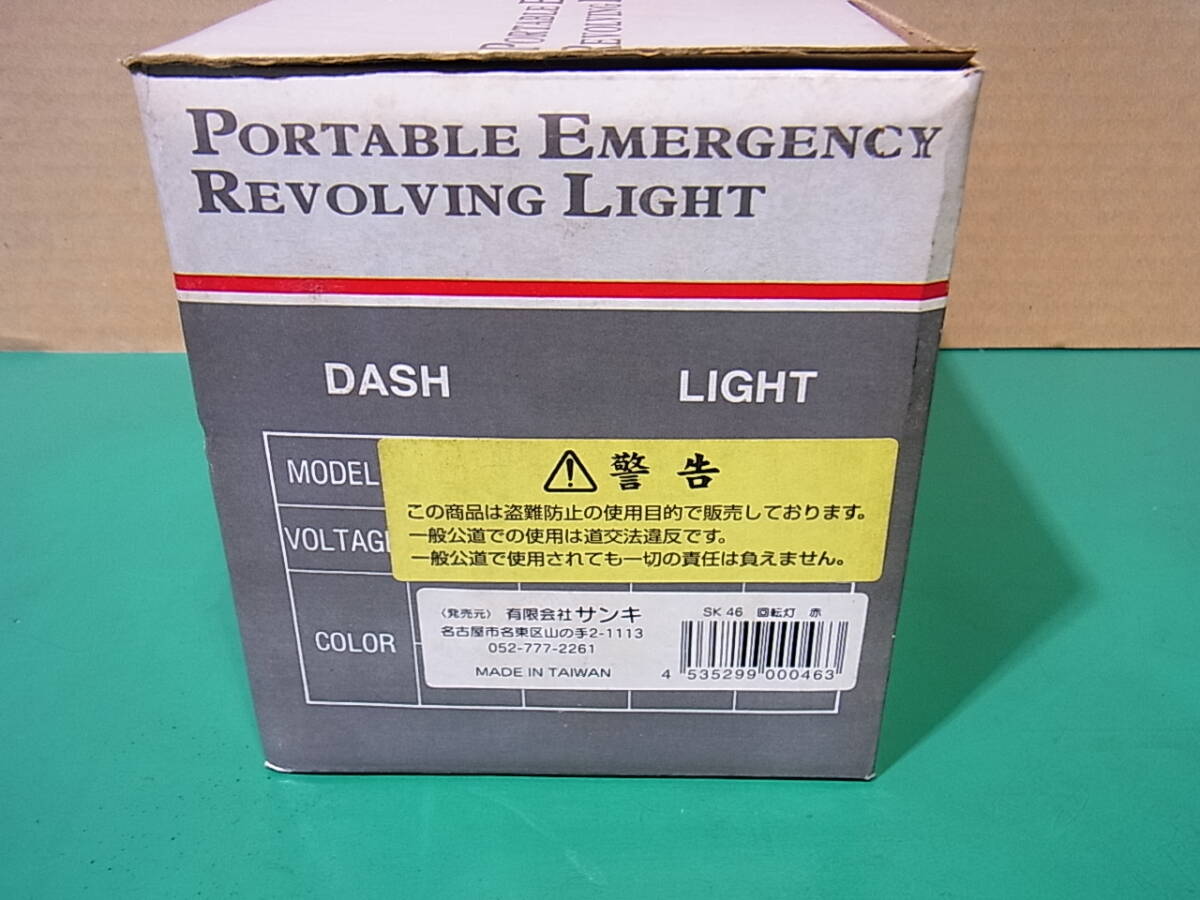 PORTABLE E
REVOLVING
PORTABLE EMERGENCY
REVOLVING LIGHT
DASH LIGHT
MODEL
VOLTAGE
COLOR
警告
この商品は盗難防止の使用目的で販売しております。
一般公道での使用は道交法違反です。
一般公道で使用されても一切の責任は負えません。
〈発売元〉 有限会社サンキ
名古屋市名東区山の手2-1113
052-777-2261
MADE IN TAIWAN
SK 46 回転灯 赤
4 535299 000463